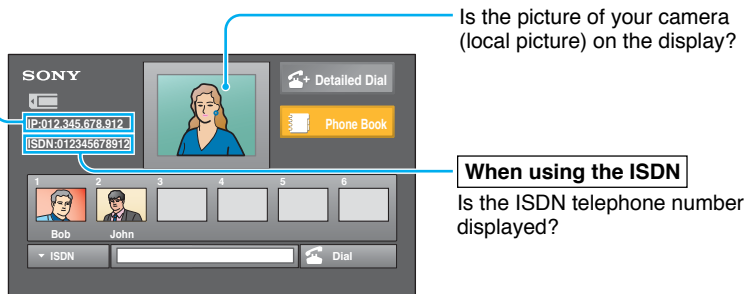 Is the picture of your camera
(local picture) on the display?
SONY
Detailed Dial
IP:012.345.678.912
Phone Book
ISDN:012345678912
When using the ISDN
Is the ISDN telephone number
displayed?
1 2 3 4 5 6
Bob John
ISDN Dial